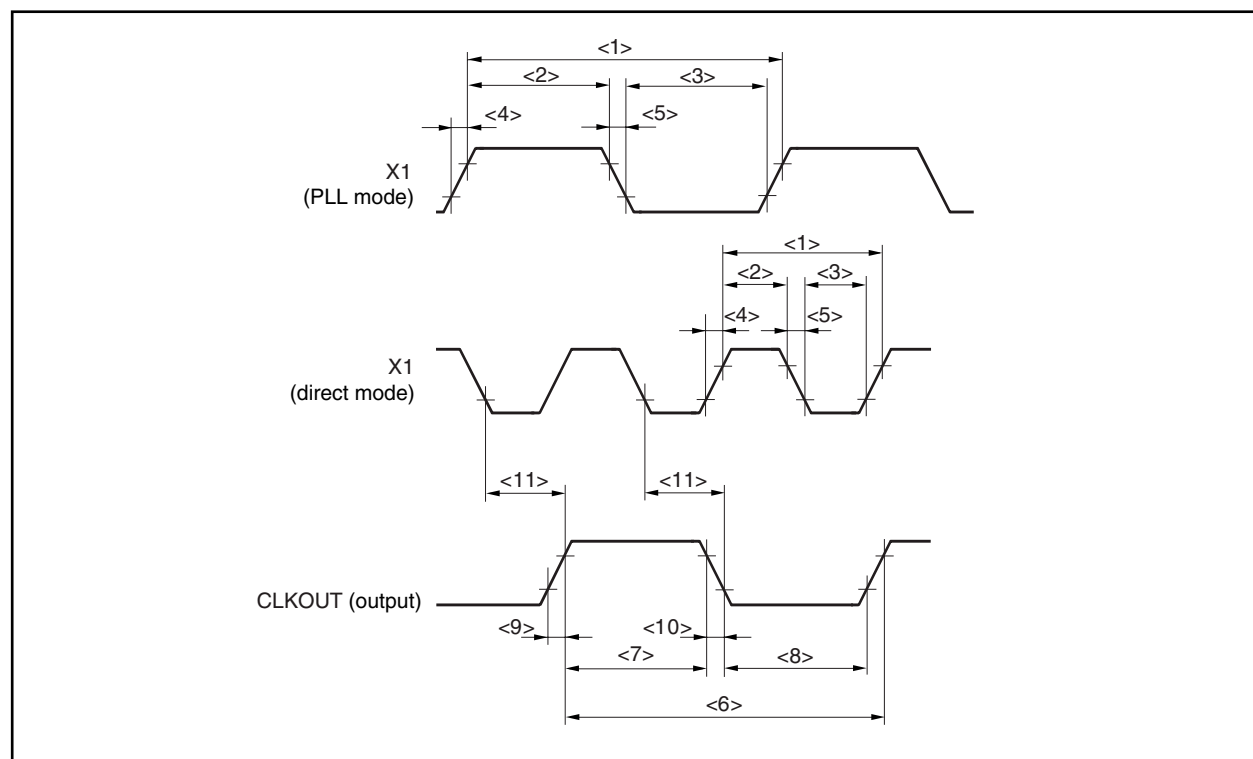 <1>
<2> <3>
<4> <5>
X1
(PLL mode)
<1>
<2> <3>
<4> <5>
X1
(direct mode)
<11> <11>
CLKOUT (output)
<9> <10>
<7> <8>
<6>